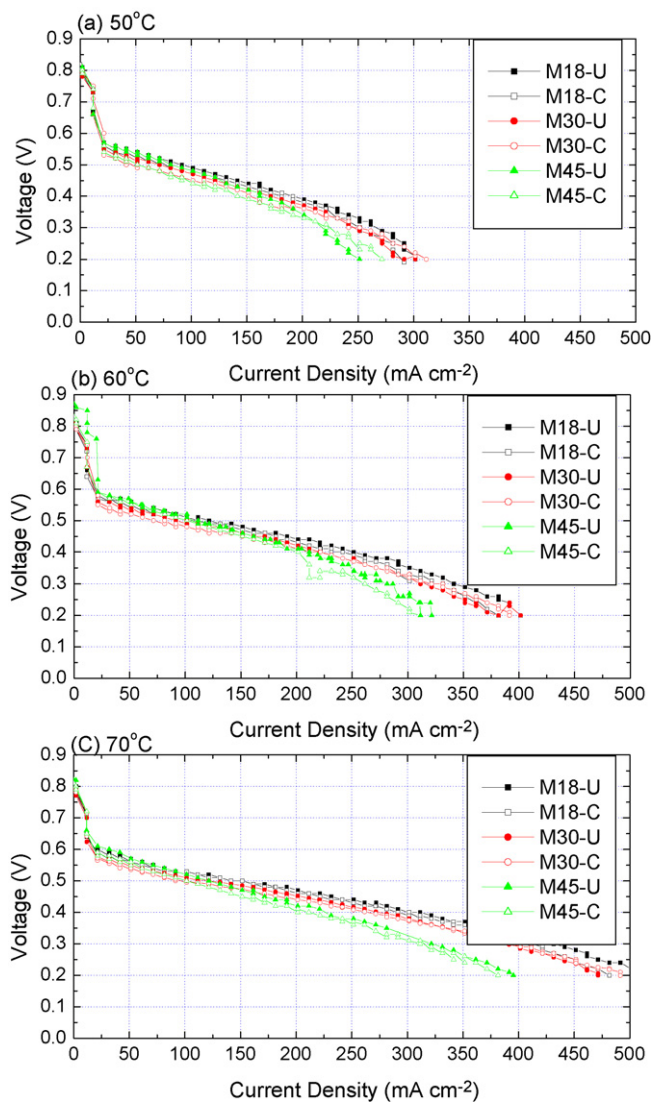 (a) 50°C
0.9
0.8
0.7
0.6
0.5
0.4
0.3
0.2
0.1
0.0
Voltage (V)
M18-U
M18-C
M30-U
M30-C
M45-U
M45-C
0 50 100 150 200 250 300 350 400 450 500
Current Density (mA cm-2)
(b) 60°C
0.9
0.8
0.7
0.6
0.5
0.4
0.3
0.2
0.1
0.0
Voltage (V)
M18-U
M18-C
M30-U
M30-C
M45-U
M45-C
0 50 100 150 200 250 300 350 400 450 500
Current Density (mA cm-2)
(C) 70°C
0.9
0.8
0.7
0.6
0.5
0.4
0.3
0.2
0.1
0.0
Voltage (V)
M18-U
M18-C
M30-U
M30-C
M45-U
M45-C
0 50 100 150 200 250 300 350 400 450 500
Current Density (mA cm-2)